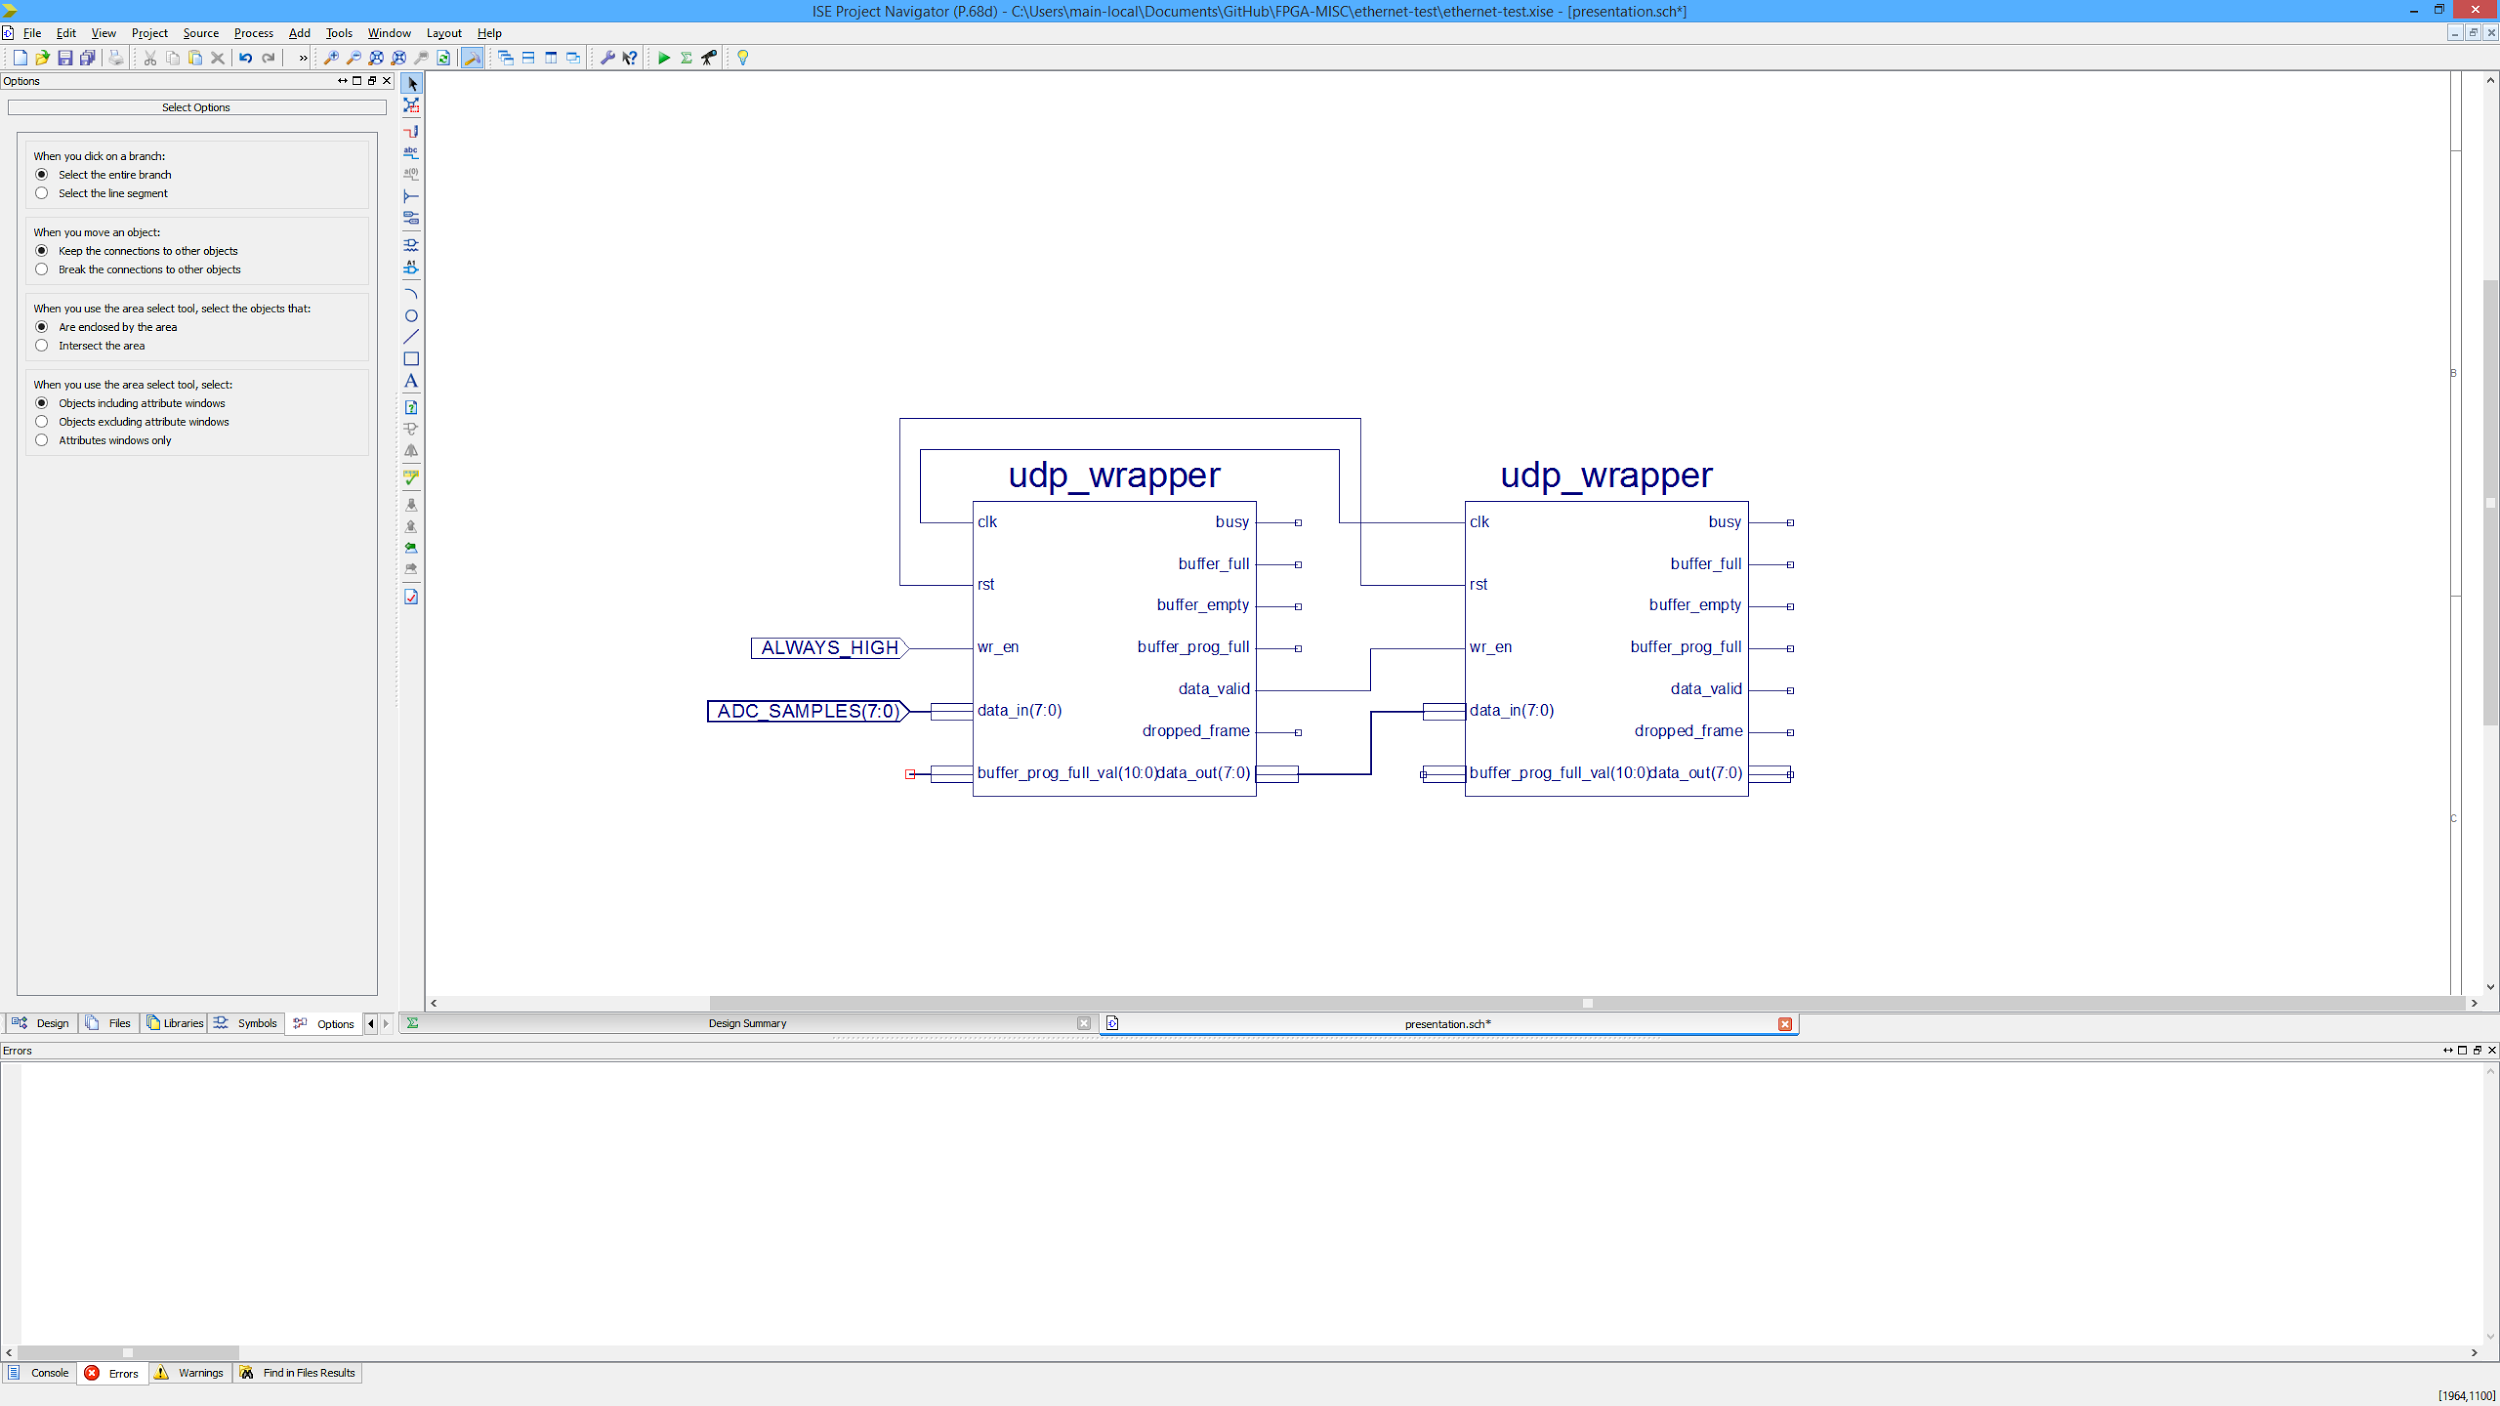 ISE Project Navigator (P.68d) - C:\Users\main-local\Documents\GitHub\FPGA-MISC\ethernet-test\ethernet-test.xise - [presentation.sch*]
File Edit View Project Source Process Add Tools Window Layout Help
Options
Select Options
When you click on a branch:
Select the entire branch
Select the line segment
When you move an object:
Keep the connections to other objects
Break the connections to other objects
When you use the area select tool, select the objects that:
Are enclosed by the area
Intersect the area
When you use the area select tool, select:
Objects including attribute windows
Objects excluding attribute windows
Attributes windows only
abc
a(0)
A1
A
B
C
udp_wrapper
clk
rst
wr_en
data_in(7:0)
buffer_prog_full_val(10:0)
busy
buffer_full
buffer_empty
buffer_prog_full
data_valid
dropped_frame
data_out(7:0)
ALWAYS_HIGH
ADC_SAMPLES(7:0)
udp_wrapper
clk
rst
wr_en
data_in(7:0)
buffer_prog_full_val(10:0)
busy
buffer_full
buffer_empty
buffer_prog_full
data_valid
dropped_frame
data_out(7:0)
Design Files Libraries Symbols Options
Design Summary
presentation.sch*
Errors
Console Errors Warnings Find in Files Results
[1964,1100]